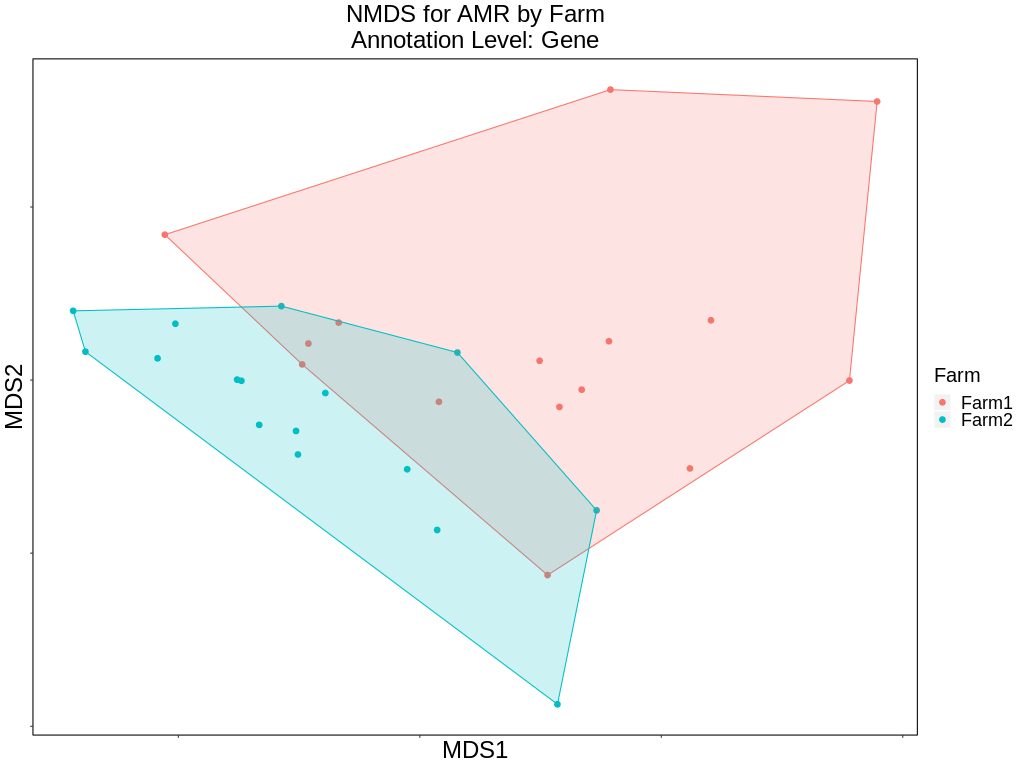 NMDS for AMR by Farm
Annotation Level: Gene
MDS2
MDS1
Farm
Farm1
Farm2